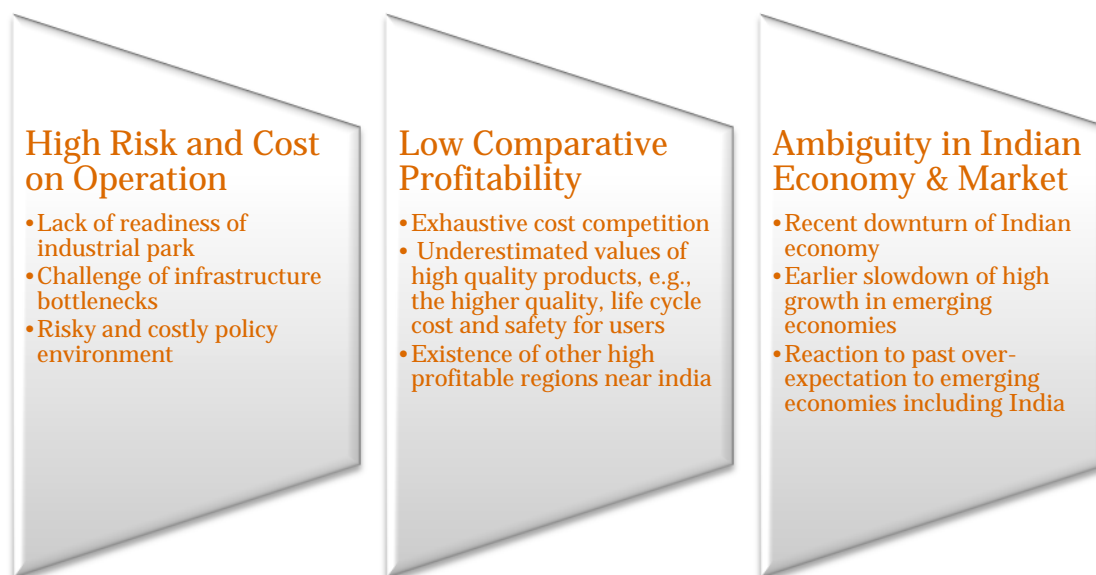 High Risk and Cost
on Operation
•Lack of readiness of
industrial park
•Challenge of infrastructure
bottlenecks
•Risky and costly policy
environment
Low Comparative
Profitability
•Exhaustive cost competition
• Underestimated values of
high quality products, e.g.,
the higher quality, life cycle
cost and safety for users
•Existence of other high
profitable regions near india
Ambiguity in Indian
Economy & Market
•Recent downturn of Indian
economy
•Earlier slowdown of high
growth in emerging
economies
•Reaction to past over-
expectation to emerging
economies including India